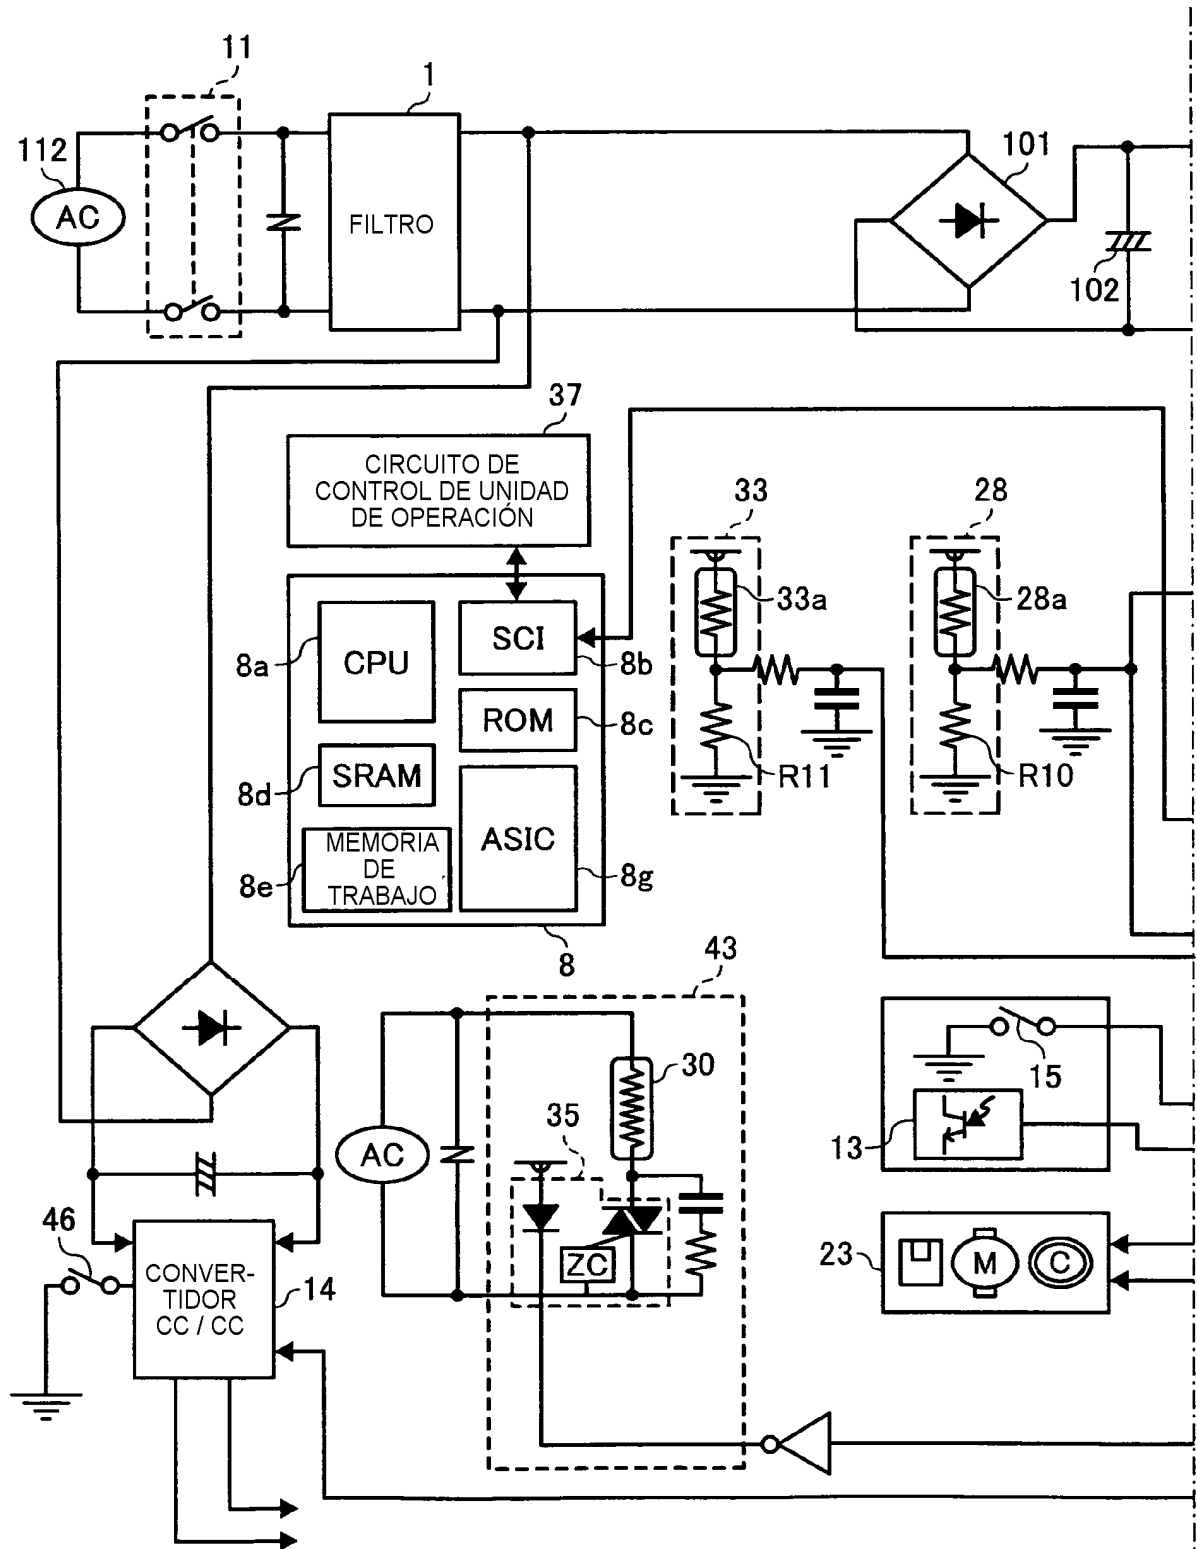 11
1
112
AC
FILTRO
101
102
37
CIRCUITO DE
CONTROL DE UNIDAD
DE OPERACIÓN
33
28
33a
28a
8a
CPU
SCI
8b
ROM
8c
8d
SRAM
R11
R10
8e
MEMORIA
DE
TRABAJO
ASIC
8g
8
43
30
15
35
AC
13
46
ZC
23
M
C
CONVER-
TIDOR
CC / CC
14